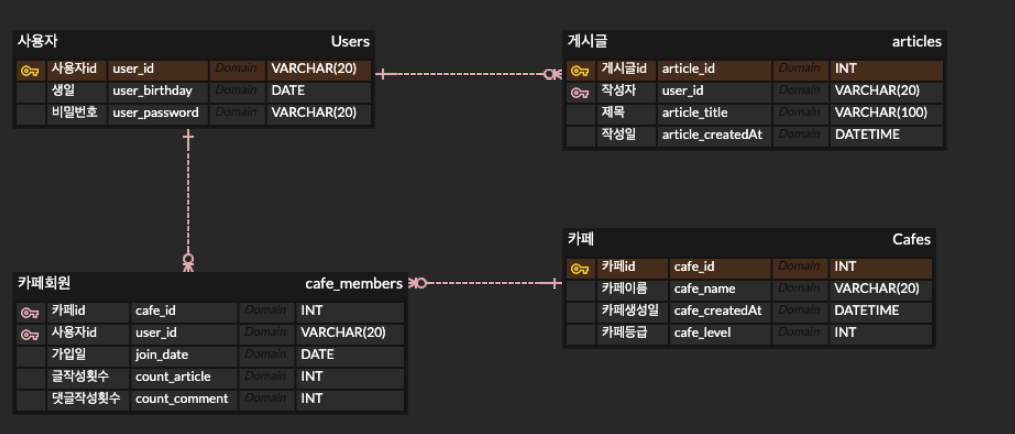 사용자 Users
사용자id user_id Domain VARCHAR(20)
생일 user_birthday Domain DATE
비밀번호 user_password Domain VARCHAR(20)
게시글 articles
게시글id article_id Domain INT
작성자 user_id Domain VARCHAR(20)
제목 article_title Domain VARCHAR(100)
작성일 article_createdAt Domain DATETIME
카페 Cafes
카페id cafe_id Domain INT
카페이름 cafe_name Domain VARCHAR(20)
카페생성일 cafe_createdAt Domain DATETIME
카페등급 cafe_level Domain INT
카페회원 cafe_members
카페id cafe_id Domain INT
사용자id user_id Domain VARCHAR(20)
가입일 join_date Domain DATE
글작성횟수 count_article Domain INT
댓글작성횟수 count_comment Domain INT